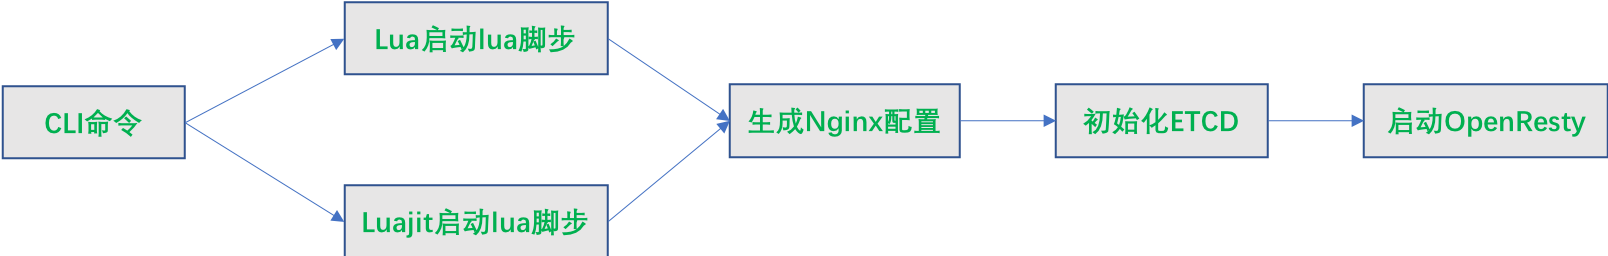 CLI命令
Lua启动lua脚步
Luajit启动lua脚步
生成Nginx配置
初始化ETCD
启动OpenResty